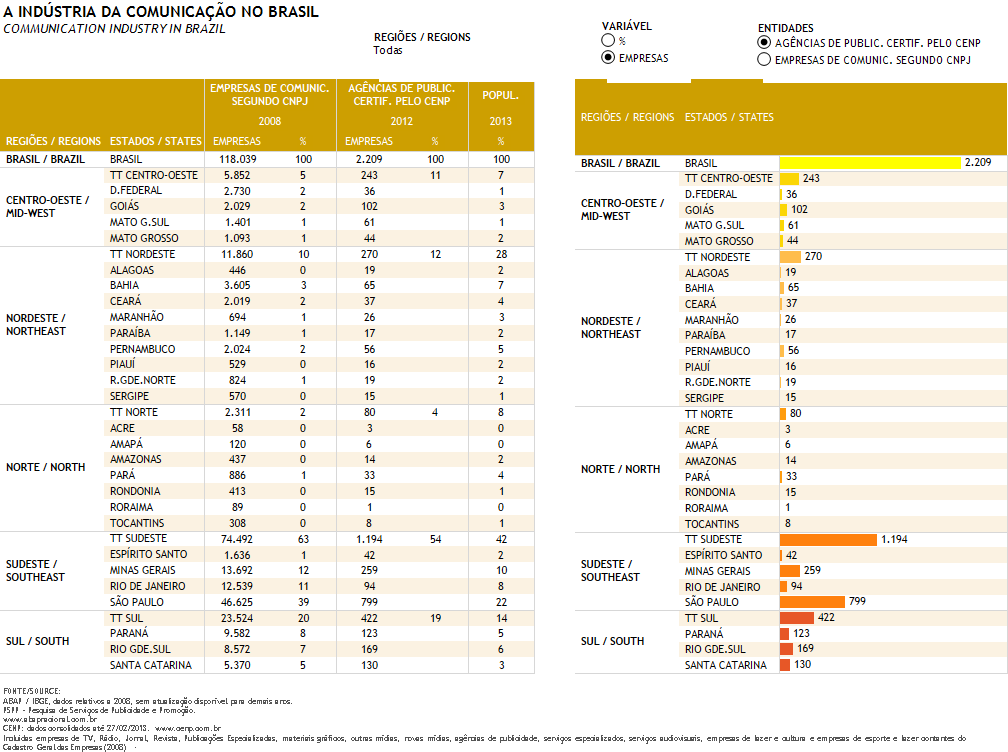 A INDÚSTRIA DA COMUNICAÇÃO NO BRASIL
COMMUNICATION INDUSTRY IN BRAZIL
REGIÕES / REGIONS
Todas
VARIÁVEL
%
EMPRESAS
ENTIDADES
AGÊNCIAS DE PUBLIC. CERTIF. PELO CENP
EMPRESAS DE COMUNIC. SEGUNDO CNPJ
EMPRESAS DE COMUNIC. SEGUNDO CNPJ AGÊNCIAS DE PUBLIC. CERTIF. PELO CENP POPUL.
2008 2012 2013
REGIÕES / REGIONS ESTADOS / STATES EMPRESAS % EMPRESAS % %
BRASIL / BRAZIL BRASIL 118.039 100 2.209 100 100
CENTRO-OESTE / MID-WEST
TT CENTRO-OESTE 5.852 5 243 11 7
D.FEDERAL 2.730 2 36 1
GOIÁS 2.029 2 102 3
MATO G.SUL 1.401 1 61 1
MATO GROSSO 1.093 1 44 2
NORDESTE / NORTHEAST
TT NORDESTE 11.860 10 270 12 28
ALAGOAS 446 0 19 2
BAHIA 3.605 3 65 7
CEARÁ 2.019 2 37 4
MARANHÃO 694 1 26 3
PARAÍBA 1.149 1 17 2
PERNAMBUCO 2.024 2 56 5
PIAUÍ 529 0 16 2
R.GDE.NORTE 824 1 19 2
SERGIPE 570 0 15 1
NORTE / NORTH
TT NORTE 2.311 2 80 4 8
ACRE 58 0 3 0
AMAPÁ 120 0 6 0
AMAZONAS 437 0 14 2
PARÁ 886 1 33 4
RONDONIA 413 0 15 1
RORAIMA 89 0 1 0
TOCANTINS 308 0 8 1
SUDESTE / SOUTHEAST
TT SUDESTE 74.492 63 1.194 54 42
ESPÍRITO SANTO 1.636 1 42 2
MINAS GERAIS 13.692 12 259 10
RIO DE JANEIRO 12.539 11 94 8
SÃO PAULO 46.625 39 799 22
SUL / SOUTH
TT SUL 23.524 20 422 19 14
PARANÁ 9.582 8 123 5
RIO GDE.SUL 8.572 7 169 6
SANTA CATARINA 5.370 5 130 3
REGIÕES / REGIONS ESTADOS / STATES
BRASIL / BRAZIL BRASIL 2.209
CENTRO-OESTE / MID-WEST
TT CENTRO-OESTE 243
D.FEDERAL 36
GOIÁS 102
MATO G.SUL 61
MATO GROSSO 44
NORDESTE / NORTHEAST
TT NORDESTE 270
ALAGOAS 19
BAHIA 65
CEARÁ 37
MARANHÃO 26
PARAÍBA 17
PERNAMBUCO 56
PIAUÍ 16
R.GDE.NORTE 19
SERGIPE 15
NORTE / NORTH
TT NORTE 80
ACRE 3
AMAPÁ 6
AMAZONAS 14
PARÁ 33
RONDONIA 15
RORAIMA 1
TOCANTINS 8
SUDESTE / SOUTHEAST
TT SUDESTE 1.194
ESPÍRITO SANTO 42
MINAS GERAIS 259
RIO DE JANEIRO 94
SÃO PAULO 799
SUL / SOUTH
TT SUL 422
PARANÁ 123
RIO GDE.SUL 169
SANTA CATARINA 130
FONTE/SOURCE:
ABAP / IBGE, dados relativos a 2008, sem atualização disponível para demais anos.
PSPP - Pesquisa de Serviços de Publicidade e Promoção.
www.abapnacional.com.br
CENP: dados consolidados até 27/02/2013. www.cenp.com.br
Incluídas empresas de TV, Rádio, Jornal, Revista, Publicações Especializadas, materiais gráficos, outras mídias, novas mídias, agências de publicidade, serviços especializados, serviços audiovisuais, empresas de lazer e cultura e empresas de esporte e lazer contantes do
Cadastro Geral das Empresas (2008) -